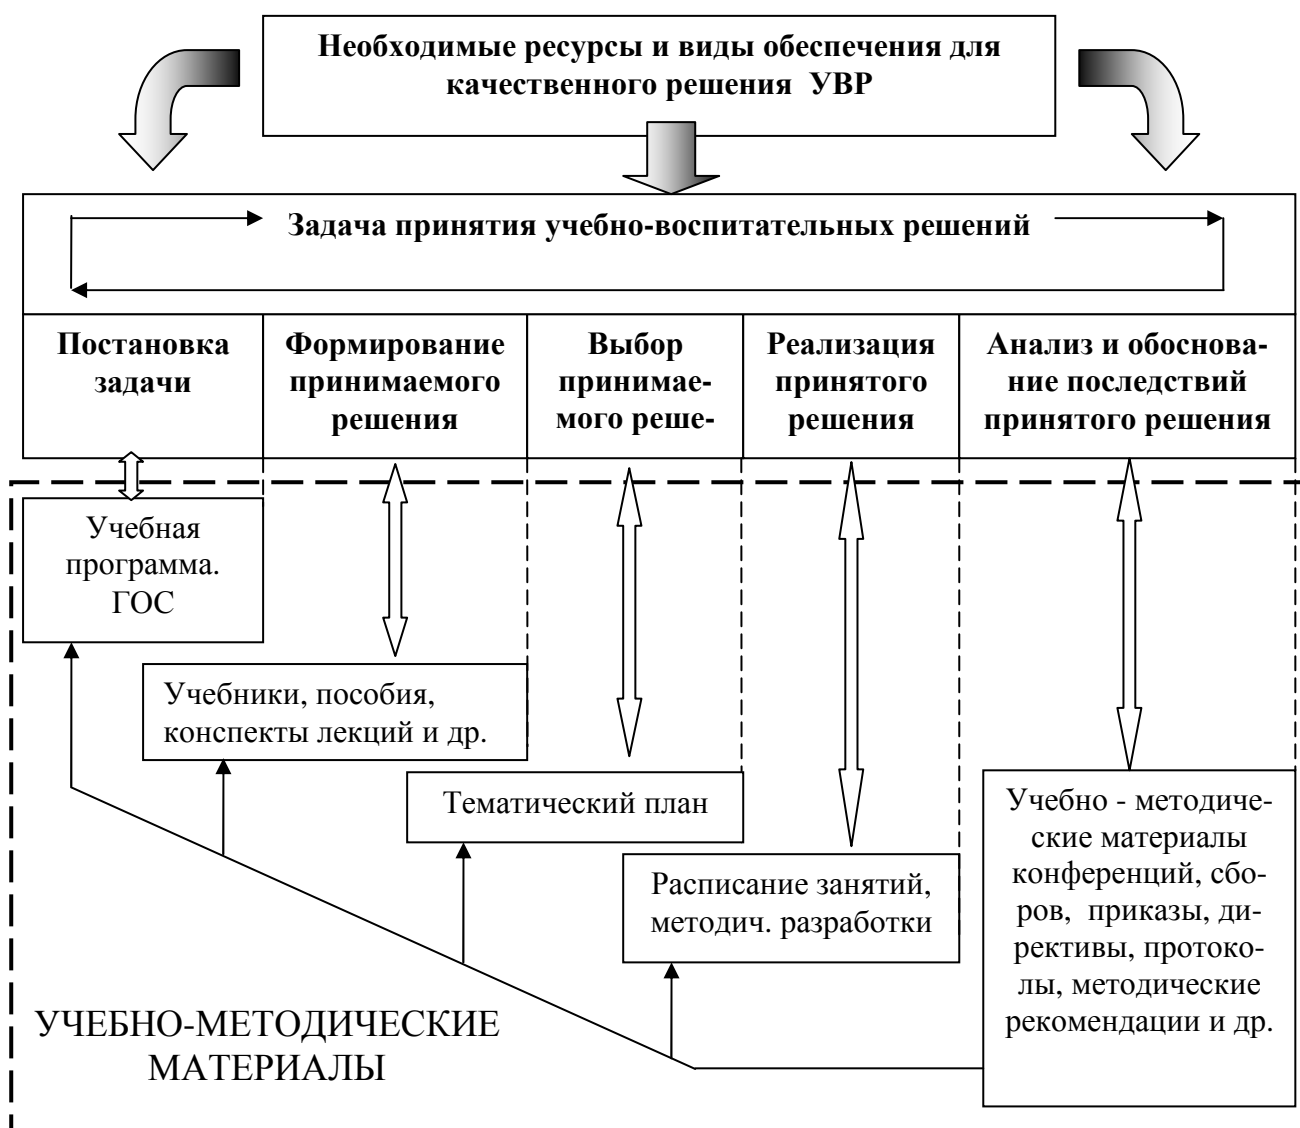 Необходимые ресурсы и виды обеспечения для
качественного решения УВР
Задача принятия учебно-воспитательных решений
Постановка
задачи
Формирование
принимаемого
решения
Выбор
принимае-
мого реше-
Реализация
принятого
решения
Анализ и обоснова-
ние последствий
принятого решения
Учебная
программа.
ГОС
Учебники, пособия,
конспекты лекций и др.
Тематический план
Расписание занятий,
методич. разработки
Учебно - методиче-
ские материалы
конференций, сбо-
ров, приказы, ди-
рективы, протоко-
лы, методические
рекомендации и др.
УЧЕБНО-МЕТОДИЧЕСКИЕ
МАТЕРИАЛЫ